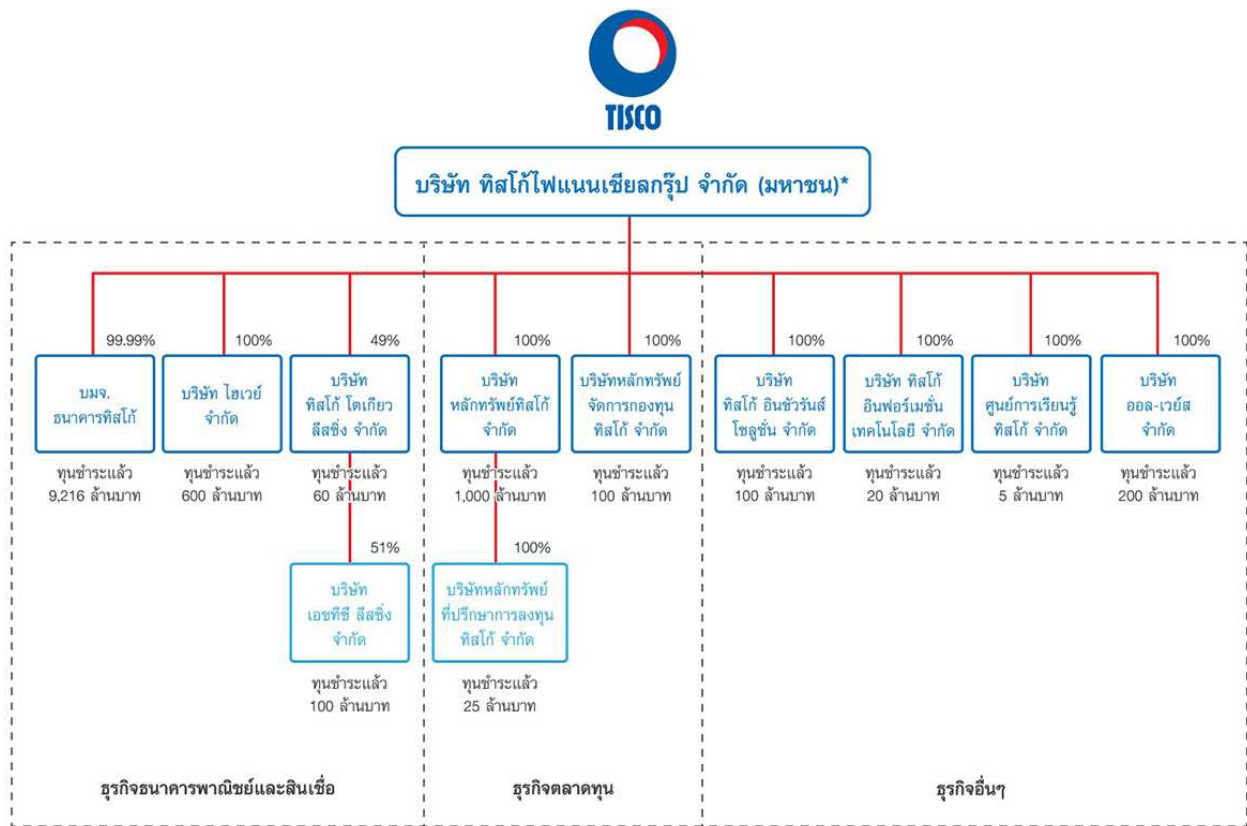 TISCO
บริษัท ทิสโก้ไฟแนนเชียลกรุ๊ป จำกัด (มหาชน)*
99.99%
บมจ.
ธนาคารทิสโก้
ทุนชำระแล้ว
9,216 ล้านบาท
100%
บริษัท ไฮเวย์
จำกัด
ทุนชำระแล้ว
600 ล้านบาท
49%
บริษัท
ทิสโก้ โตเกียว
ลีสซิ่ง จำกัด
ทุนชำระแล้ว
60 ล้านบาท
51%
บริษัท
เอชทีซี ลีสซิ่ง
จำกัด
ทุนชำระแล้ว
100 ล้านบาท
ธุรกิจธนาคารพาณิชย์และสินเชื่อ
100%
บริษัท
หลักทรัพย์ทิสโก้
จำกัด
ทุนชำระแล้ว
1,000 ล้านบาท
100%
บริษัทหลักทรัพย์
จัดการกองทุน
ทิสโก้ จำกัด
ทุนชำระแล้ว
100 ล้านบาท
100%
บริษัทหลักทรัพย์
ที่ปรึกษาการลงทุน
ทิสโก้ จำกัด
ทุนชำระแล้ว
25 ล้านบาท
ธุรกิจตลาดทุน
100%
บริษัท
ทิสโก้ อินชัวรันส์
โซลูชั่น จำกัด
ทุนชำระแล้ว
100 ล้านบาท
100%
บริษัท ทิสโก้
อินฟอร์เมชั่น
เทคโนโลยี จำกัด
ทุนชำระแล้ว
20 ล้านบาท
100%
บริษัท
ศูนย์การเรียนรู้
ทิสโก้ จำกัด
ทุนชำระแล้ว
5 ล้านบาท
100%
บริษัท
ออล-เวย์ส
จำกัด
ทุนชำระแล้ว
200 ล้านบาท
ธุรกิจอื่นๆ